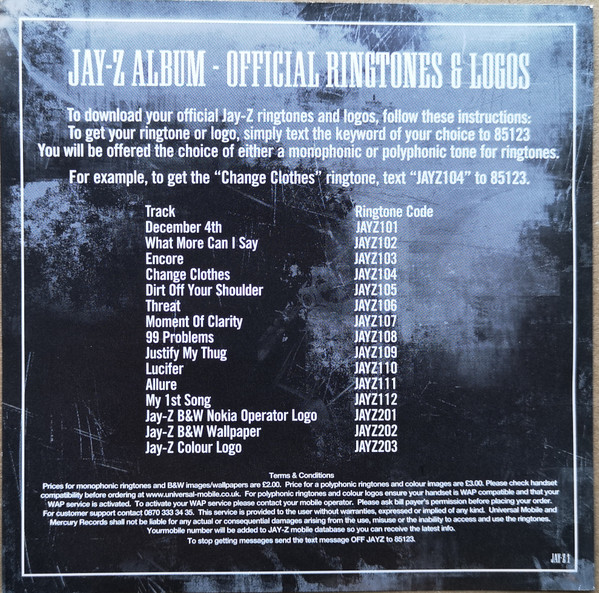 JAY-Z ALBUM - OFFICIAL RINGTONES & LOGOS
To download your official Jay-Z ringtones and logos, follow these instructions:
To get your ringtone or logo, simply text the keyword of your choice to 85123
You will be offered the choice of either a monophonic or polyphonic tone for ringtones.
For example, to get the “Change Clothes” ringtone, text “JAYZ104” to 85123.
Track Ringtone Code
December 4th JAYZ101
What More Can I Say JAYZ102
Encore JAYZ103
Change Clothes JAYZ104
Dirt Off Your Shoulder JAYZ105
Threat JAYZ106
Moment Of Clarity JAYZ107
99 Problems JAYZ108
Justify My Thug JAYZ109
Lucifer JAYZ110
Allure JAYZ111
My 1st Song JAYZ112
Jay-Z B&W Nokia Operator Logo JAYZ201
Jay-Z B&W Wallpaper JAYZ202
Jay-Z Colour Logo JAYZ203
Terms & Conditions
Prices for monophonic ringtones and B&W images/wallpapers are £2.00. Price for a polyphonic ringtones and colour images are £3.00. Please check handset
compatibility before ordering at www.universal-mobile.co.uk. For polyphonic ringtones and colour logos ensure your handset is WAP compatible and that your
WAP service is activated. To activate your WAP service please contact your mobile operator. Please ask bill payer's permission before placing your order.
For customer support contact 0870 333 34 35. This service is provided to the user without warranties, expressed or implied of any kind. Universal Mobile and
Mercury Records shall not be liable for any actual or consequential damages arising from the use, misuse or the inability to access and use the ringtones.
Yourmobile number will be added to JAY-Z mobile database so you can receive the latest info.
To stop getting messages send the text message OFF JAYZ to 85123.
JAY-Z 1